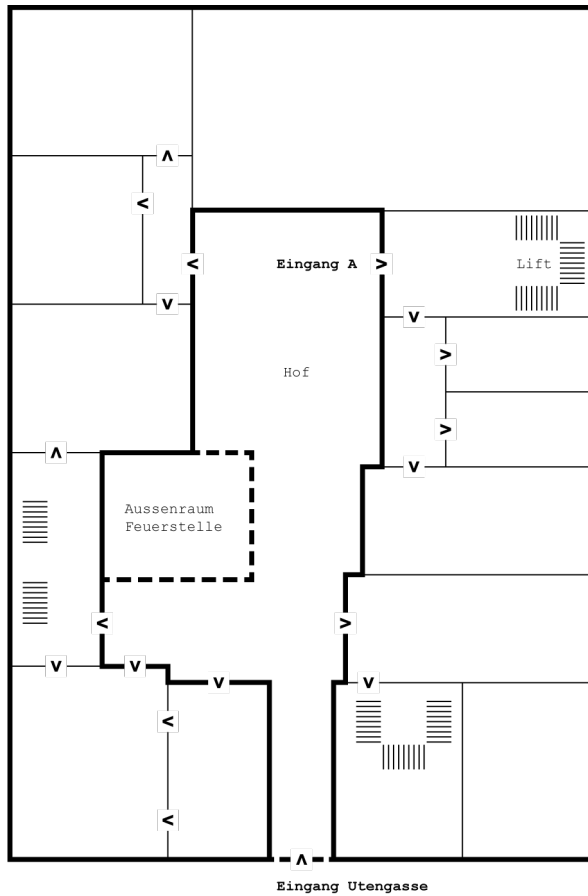 Eingang A
Lift
Hof
Aussenraum
Feuerstelle
Eingang Utengasse